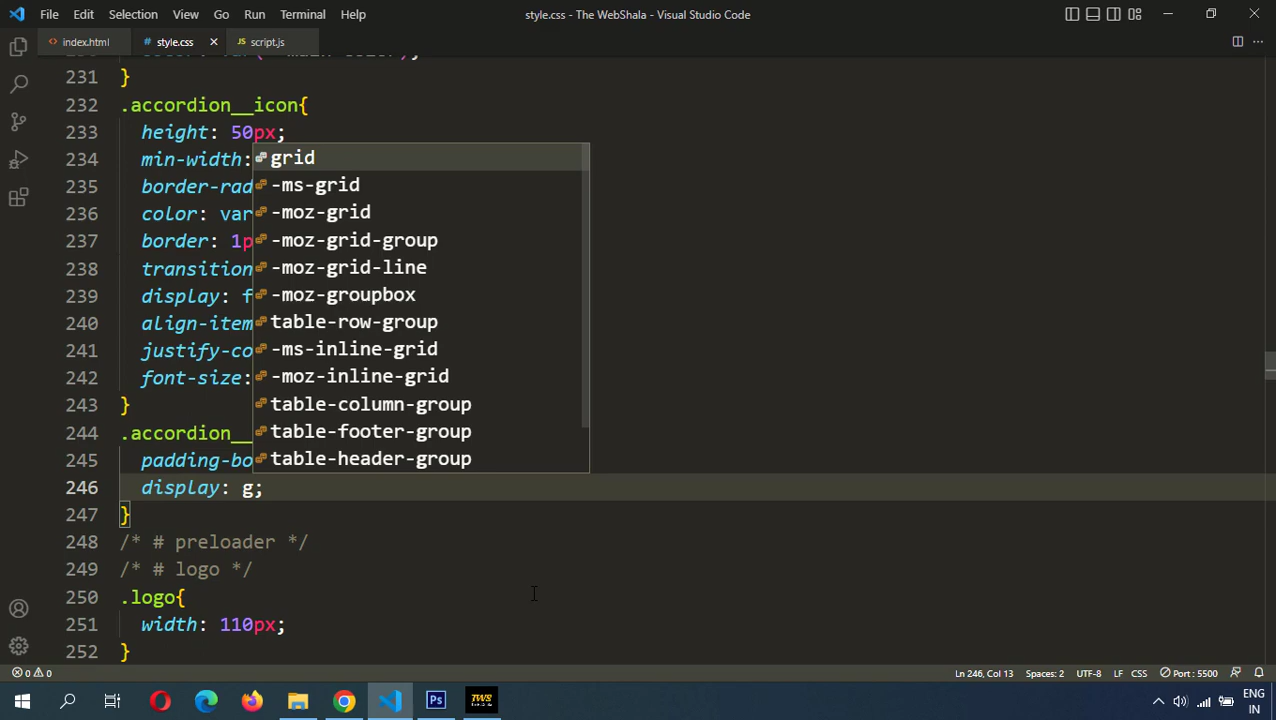 File Edit Selection View Go Run Terminal Help style.css - The WebShala - Visual Studio Code
index.html # style.css JS script.js
231 }
232 .accordion__icon{
233 height: 50px;
234 min-width:
235 border-rad
236 color: var
237 border: 1p
238 transition
239 display: f
240 align-item
241 justify-co
242 font-size:
243 }
244 .accordion__
245 padding-bo
246 display: g;
247 }
248 /* # preloader */
249 /* # logo */
250 .logo{
251 width: 110px;
252 }
grid
-ms-grid
-moz-grid
-moz-grid-group
-moz-grid-line
-moz-groupbox
table-row-group
-ms-inline-grid
-moz-inline-grid
table-column-group
table-footer-group
table-header-group
0 0 Ln 246, Col 13 Spaces: 2 UTF-8 LF CSS Port : 5500
Ps TWS ENG
IN